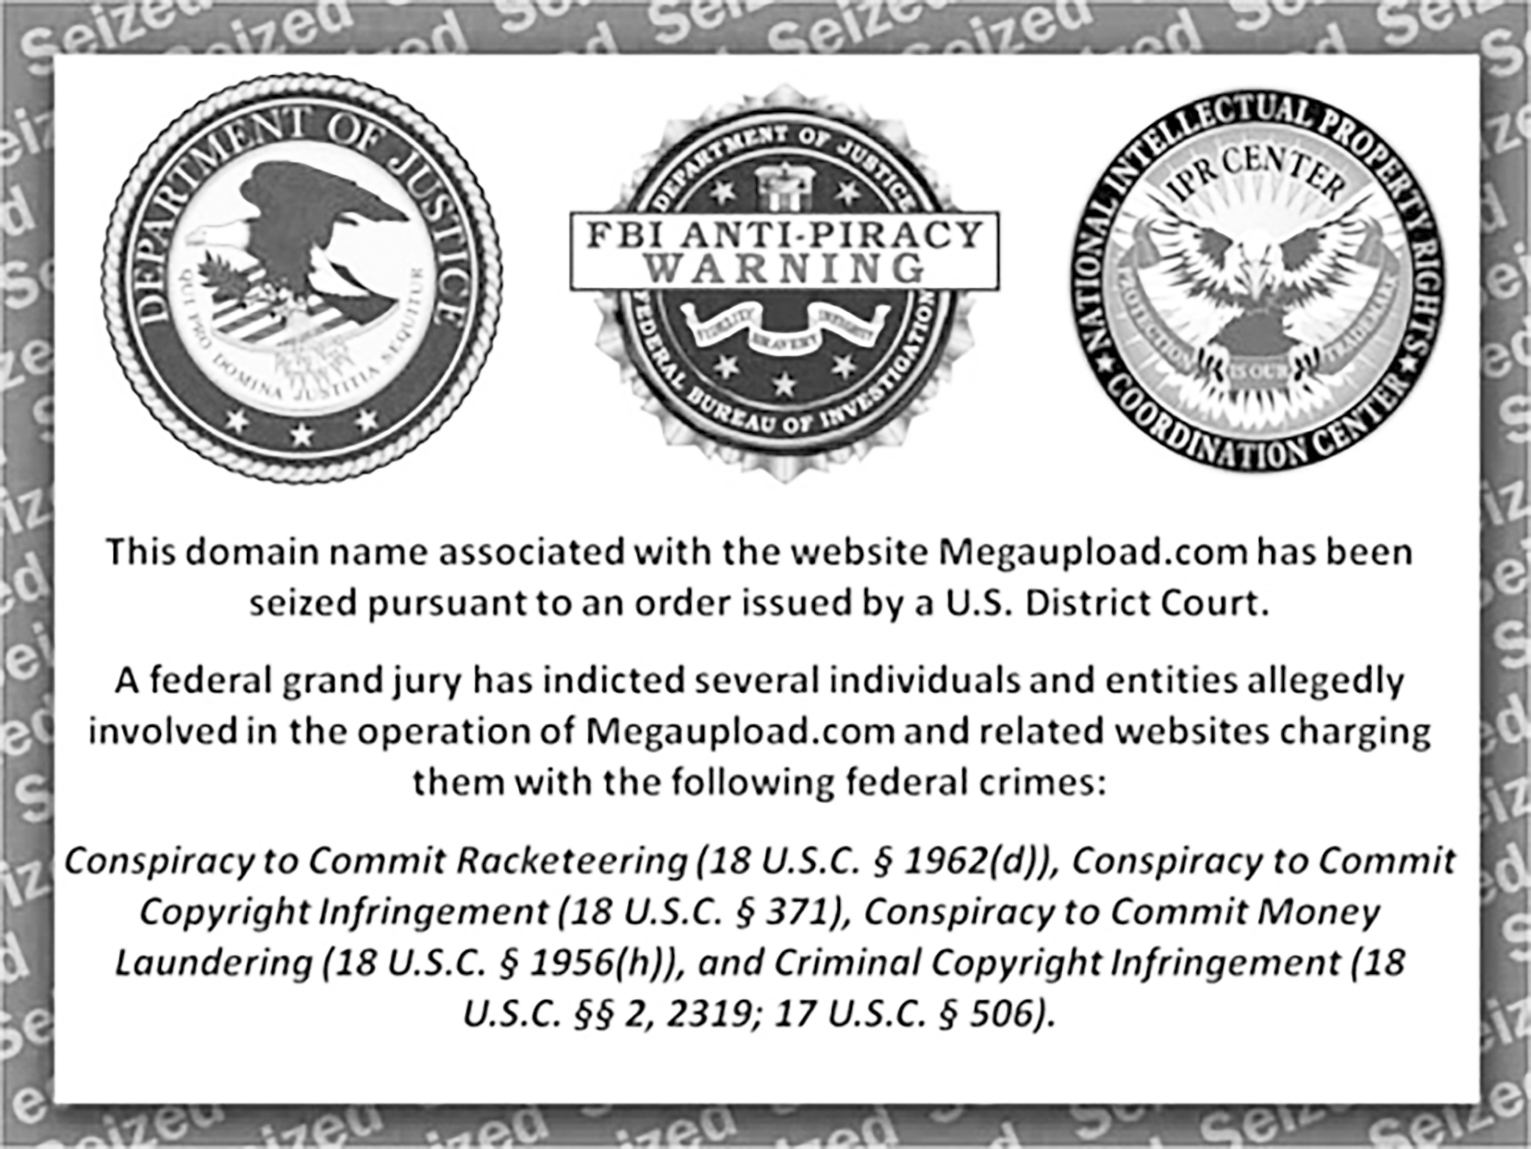 Seized
DEPARTMENT OF JUSTICE
QUI PRO DOMINA JUSTITIA SEQUITUR
DEPARTMENT OF JUSTICE
FBI ANTI-PIRACY
WARNING
FIDELITY BRAVERY INTEGRITY
FEDERAL BUREAU OF INVESTIGATION
NATIONAL INTELLECTUAL PROPERTY RIGHTS
IPR CENTER
PROTECTION IS OUR TRADEMARK
COORDINATION CENTER
This domain name associated with the website Megaupload.com has been
seized pursuant to an order issued by a U.S. District Court.
A federal grand jury has indicted several individuals and entities allegedly
involved in the operation of Megaupload.com and related websites charging
them with the following federal crimes:
Conspiracy to Commit Racketeering (18 U.S.C. § 1962(d)), Conspiracy to Commit
Copyright Infringement (18 U.S.C. § 371), Conspiracy to Commit Money
Laundering (18 U.S.C. § 1956(h)), and Criminal Copyright Infringement (18
U.S.C. §§ 2, 2319; 17 U.S.C. § 506).